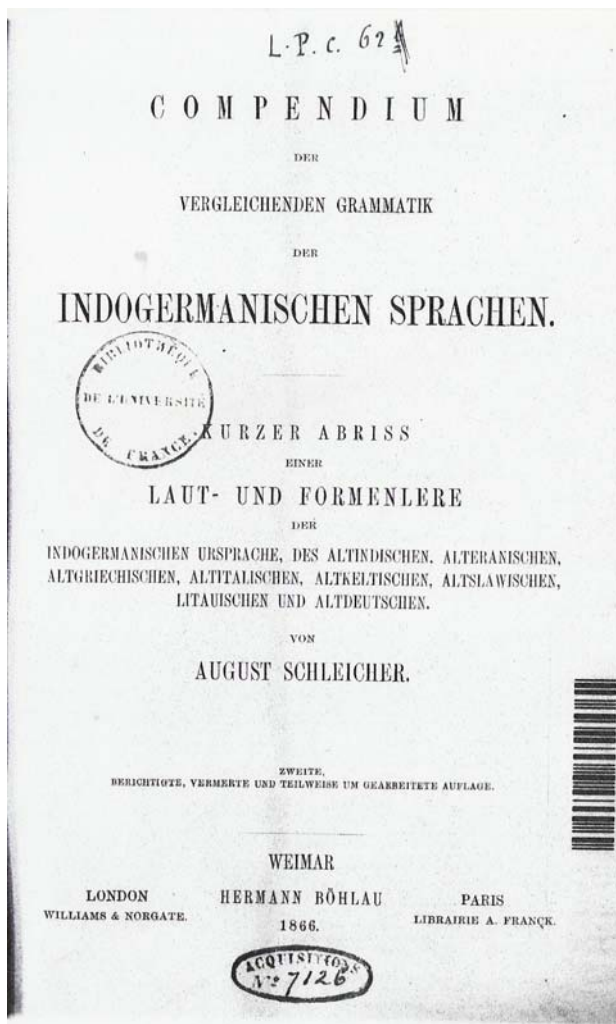 L.P.c. 62
COMPENDIUM
DER
VERGLEICHENDEN GRAMMATIK
DER
INDOGERMANISCHEN SPRACHEN.
BIBLIOTHÈQUE
DE L'UNIVERSITÉ
DE FRANCE.
KURZER ABRISS
EINER
LAUT- UND FORMENLERE
DER
INDOGERMANISCHEN URSPRACHE, DES ALTINDISCHEN, ALTERANISCHEN,
ALTGRIECHISCHEN, ALTITALISCHEN, ALTKELTISCHEN, ALTSLAWISCHEN,
LITAUISCHEN UND ALTDEUTSCHEN.
VON
AUGUST SCHLEICHER.
ZWEITE,
BERICHTIGTE, VERMERTE UND TEILWEISE UM GEARBEITETE AUFLAGE.
WEIMAR
LONDON HERMANN BÖHLAU PARIS
WILLIAMS & NORGATE. 1866. LIBRAIRIE A. FRANCK.
ACQUISITIONS
Nº 7126